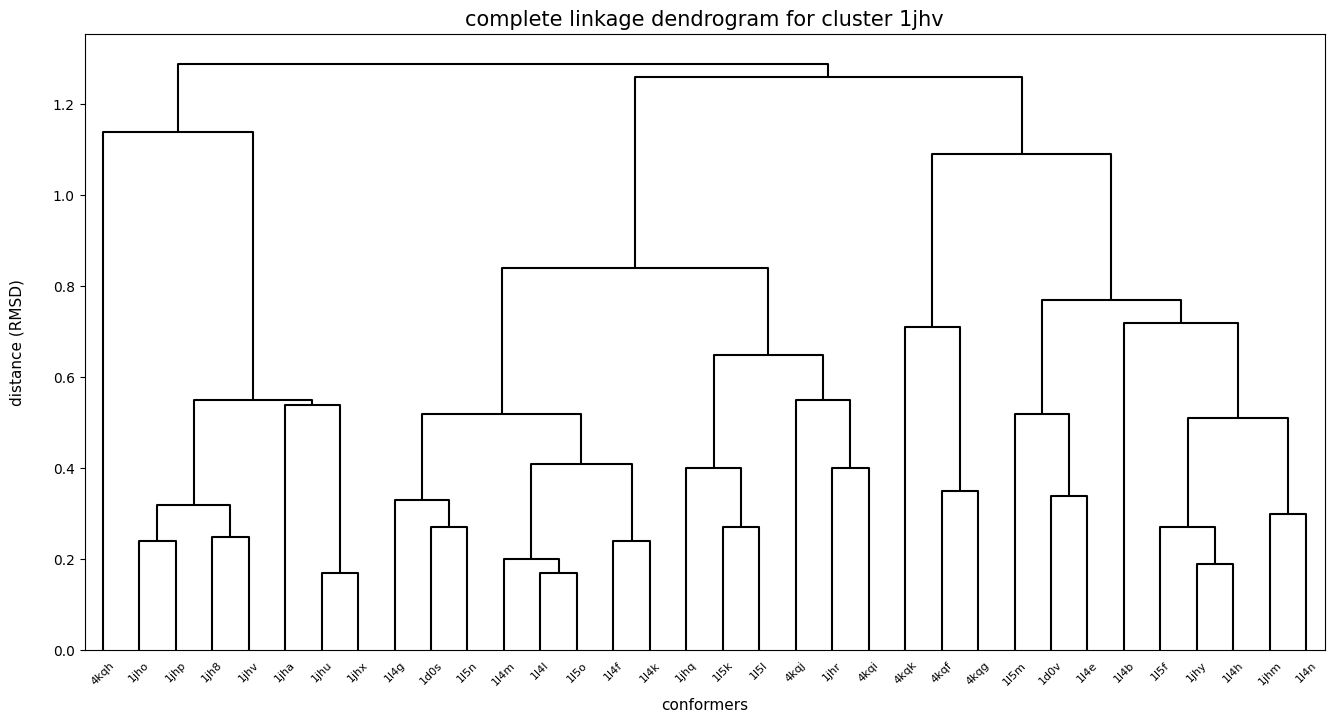 complete linkage dendrogram for cluster 1jhv
distance (RMSD)
1.2
1.0
0.8
0.6
0.4
0.2
0.0
4kqh 1jho 1jhp 1jh8 1jhv 1jha 1jhu 1jhx 1l4g 1d0s 1l5n 1l4m 1l4l 1l5o 1l4f 1l4k 1jhq 1l5k 1l5l 4kqj 1jhr 4kqi 4kqk 4kqf 4kqg 1l5m 1d0v 1l4e 1l4b 1l5f 1jhy 1l4h 1jhm 1l4n
conformers